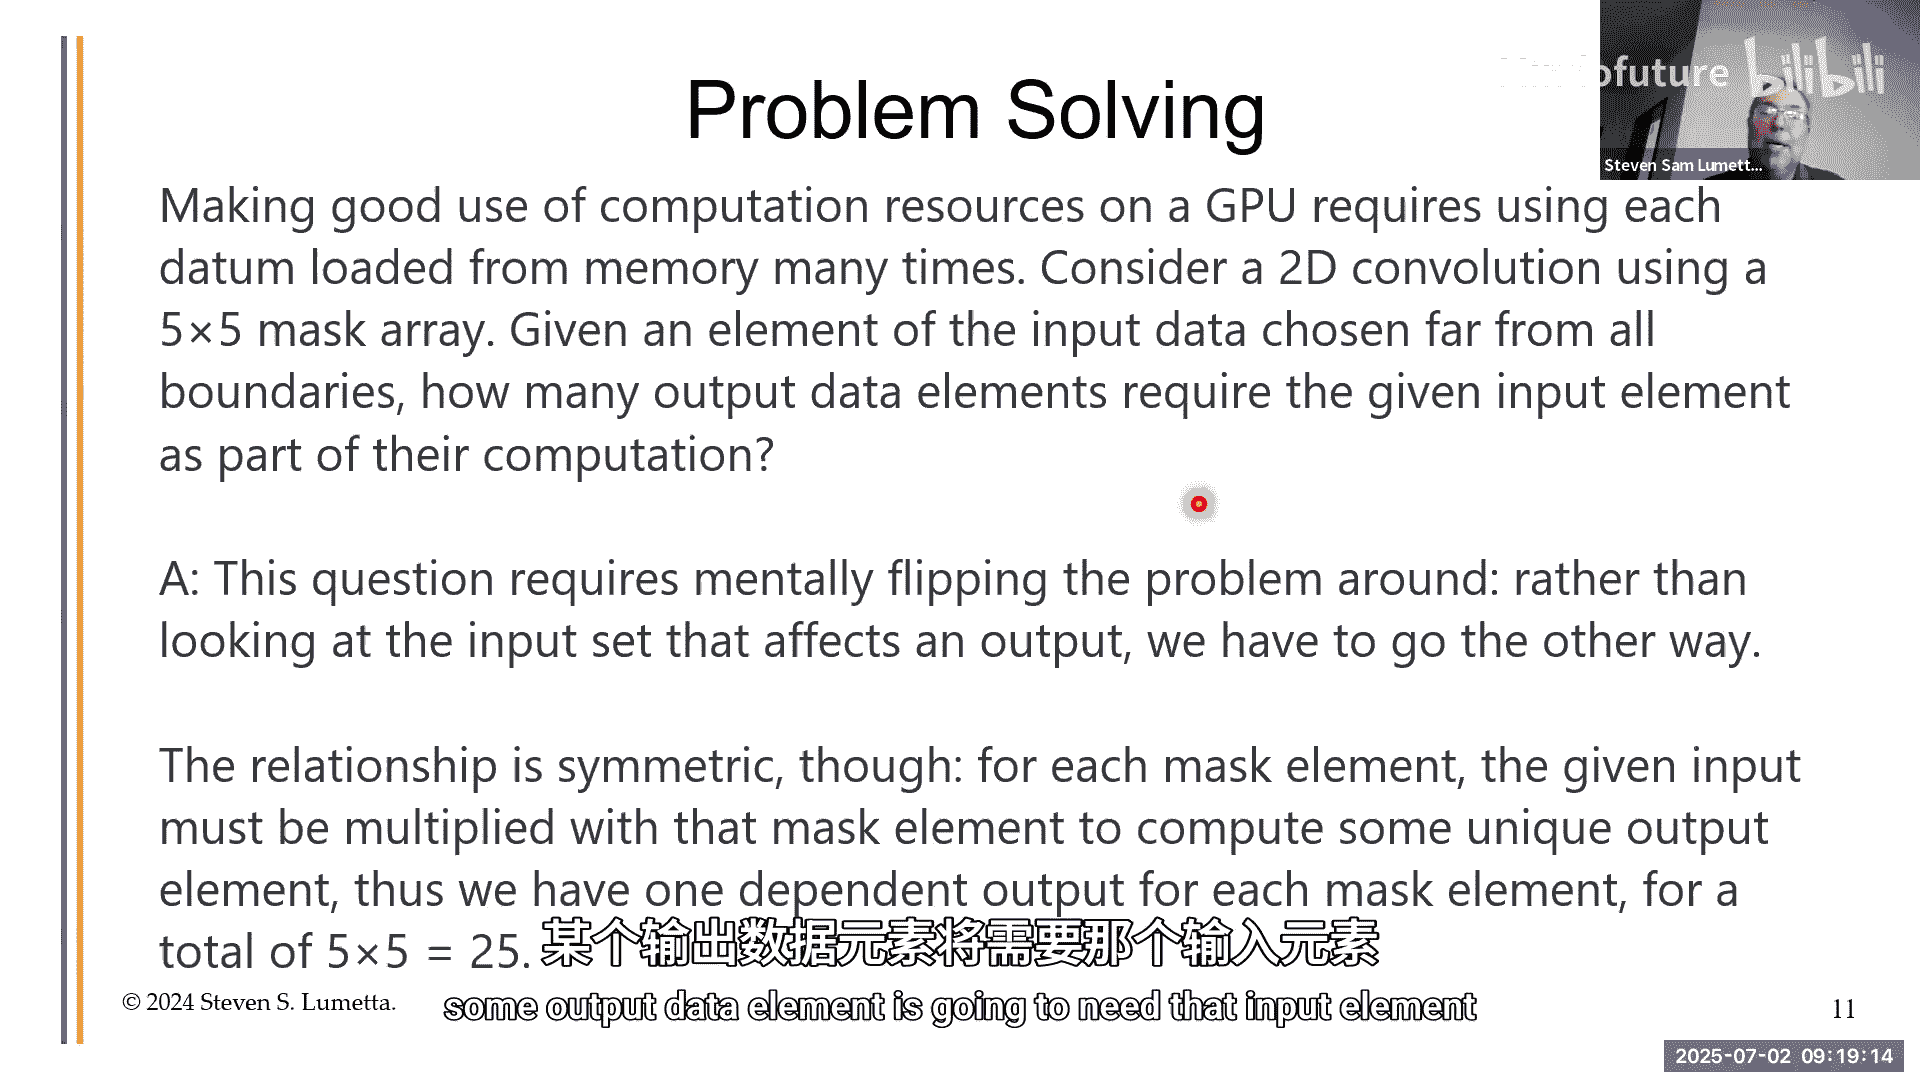 Problem Solving
ofuture bilibili
Steven Sam Lumett...
Making good use of computation resources on a GPU requires using each
datum loaded from memory many times. Consider a 2D convolution using a
5×5 mask array. Given an element of the input data chosen far from all
boundaries, how many output data elements require the given input element
as part of their computation?
A: This question requires mentally flipping the problem around: rather than
looking at the input set that affects an output, we have to go the other way.
The relationship is symmetric, though: for each mask element, the given input
must be multiplied with that mask element to compute some unique output
element, thus we have one dependent output for each mask element, for a
total of 5×5 = 25.
某个输出数据元素将需要那个输入元素
some output data element is going to need that input element
© 2024 Steven S. Lumetta.
11
2025-07-02 09:19:14